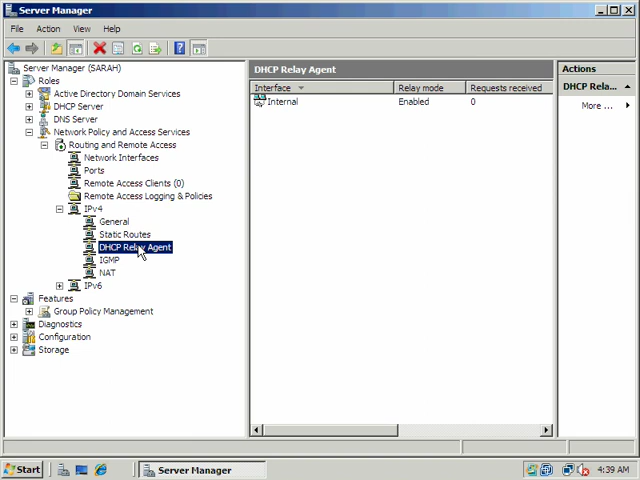 Server Manager
File Action View Help
Server Manager (SARAH)
Roles
Active Directory Domain Services
DHCP Server
DNS Server
Network Policy and Access Services
Routing and Remote Access
Network Interfaces
Ports
Remote Access Clients (0)
Remote Access Logging & Policies
IPv4
General
Static Routes
DHCP Relay Agent
IGMP
NAT
IPv6
Features
Group Policy Management
Diagnostics
Configuration
Storage
DHCP Relay Agent
Interface Relay mode Requests received
Internal Enabled 0
Actions
DHCP Rela...
More ...
Start Server Manager 4:39 AM